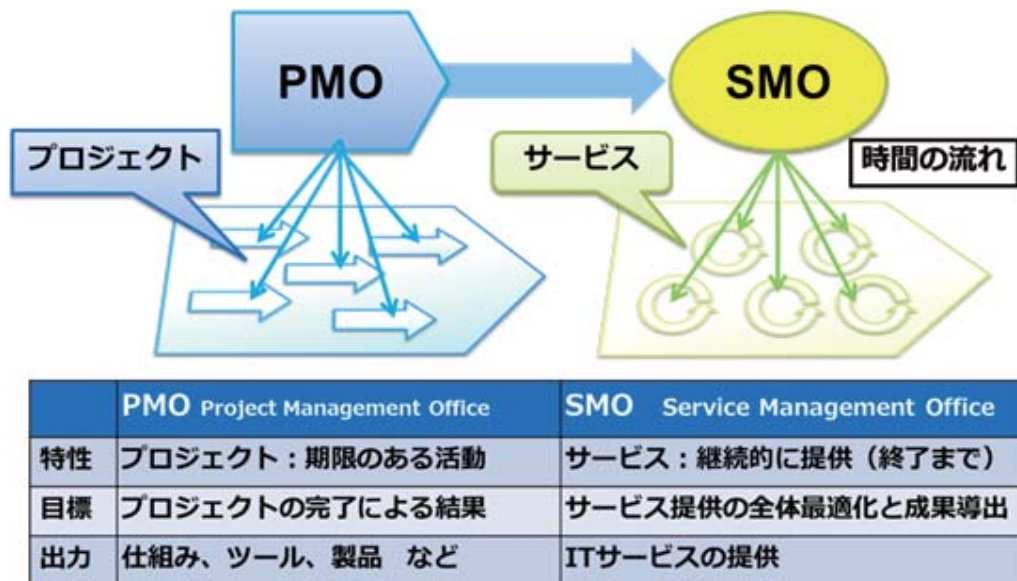 PMO
SMO
プロジェクト
サービス
時間の流れ
PMO Project Management Office
SMO Service Management Office
特性 プロジェクト：期限のある活動 サービス：継続的に提供（終了まで）
目標 プロジェクトの完了による結果 サービス提供の全体最適化と成果導出
出力 仕組み、ツール、製品　など ITサービスの提供